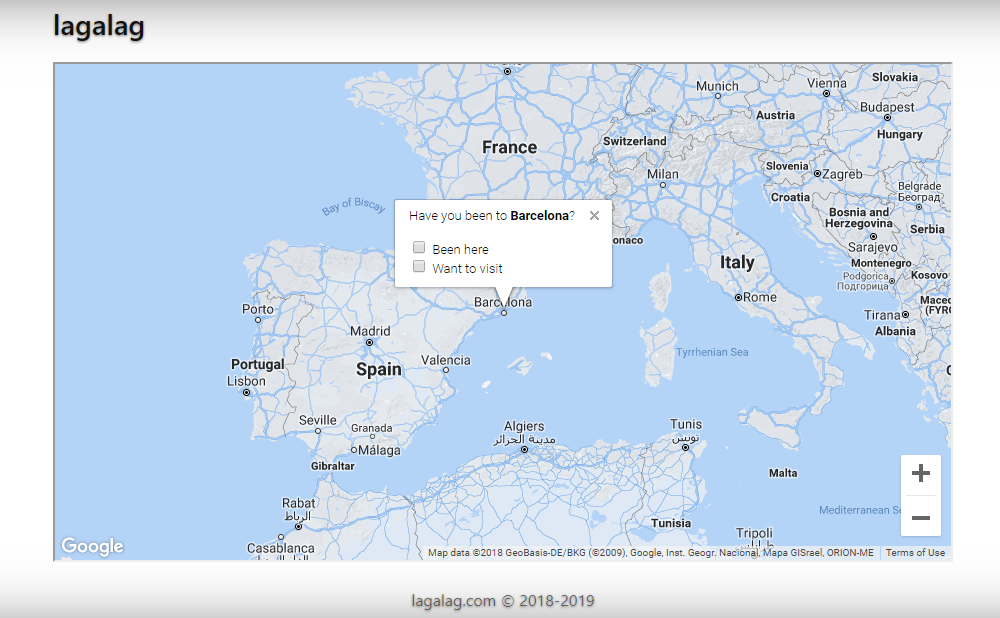 lagalag
Slovakia
Munich
Vienna
Budapest
Austria
Hungary
France
Switzerland
Milan
Slovenia
Zagreb
Croatia
Belgrade
Београд
Bay of Biscay
Bosnia and
Herzegovina
Serbia
Have you been to Barcelona?
onaco
Sarajevo
Been here
Want to visit
Italy
Montenegro
Podgorica
Подгорица
Kosovo
Barcelona
Rome
Maced
(FYRO
Porto
Tirana
Albania
Madrid
Valencia
Tyrrhenian Sea
Portugal
Spain
Lisbon
Seville
Granada
Málaga
Gibraltar
Algiers
مدينة الحرائر
Tunis
تونس
Malta
Rabat
الرباط
Tunisia
Mediterranean Se
Tripoli
طرابلس
Casablanca
Google
Map data ©2018 GeoBasis-DE/BKG (©2009), Google, Inst. Geogr. Nacional, Mapa GISrael, ORION-ME
Terms of Use
lagalag.com © 2018-2019